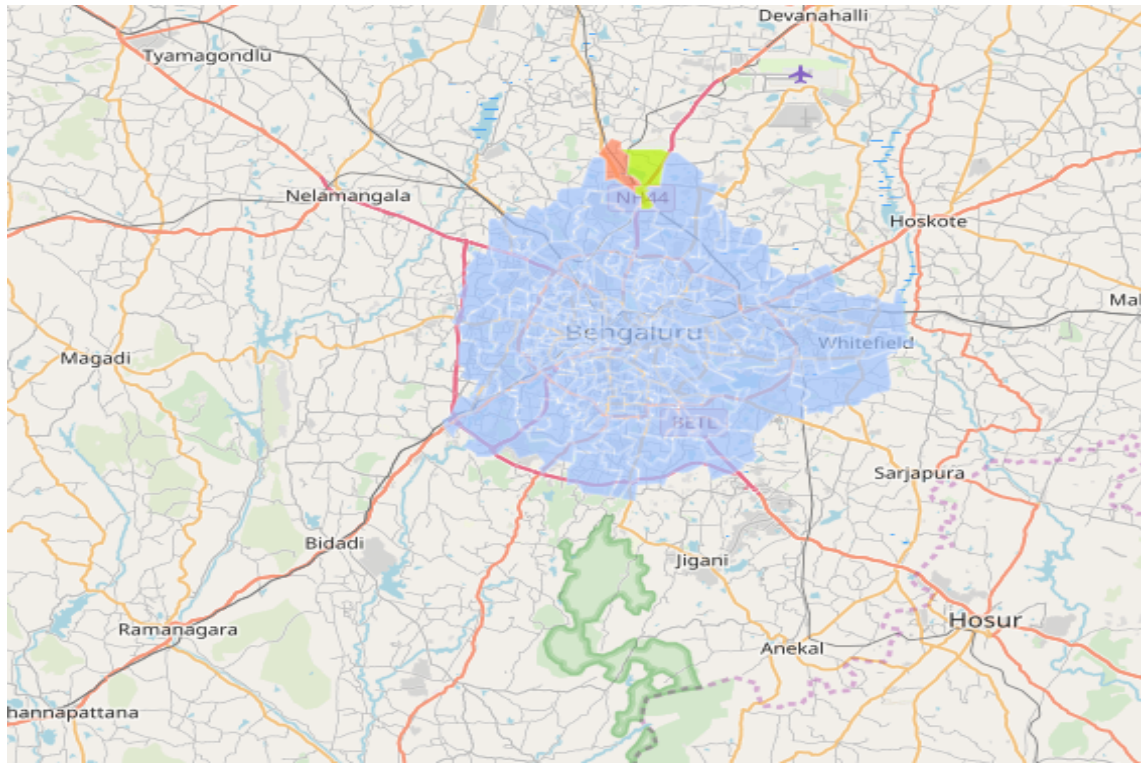 Devanahalli
Tyamagondlu
Nelamangala
NH44
Hoskote
Mal
Bengaluru
Whitefield
Magadi
BETL
Sarjapura
Bidadi
Jigani
Hosur
Ramanagara
Anekal
hannapattana